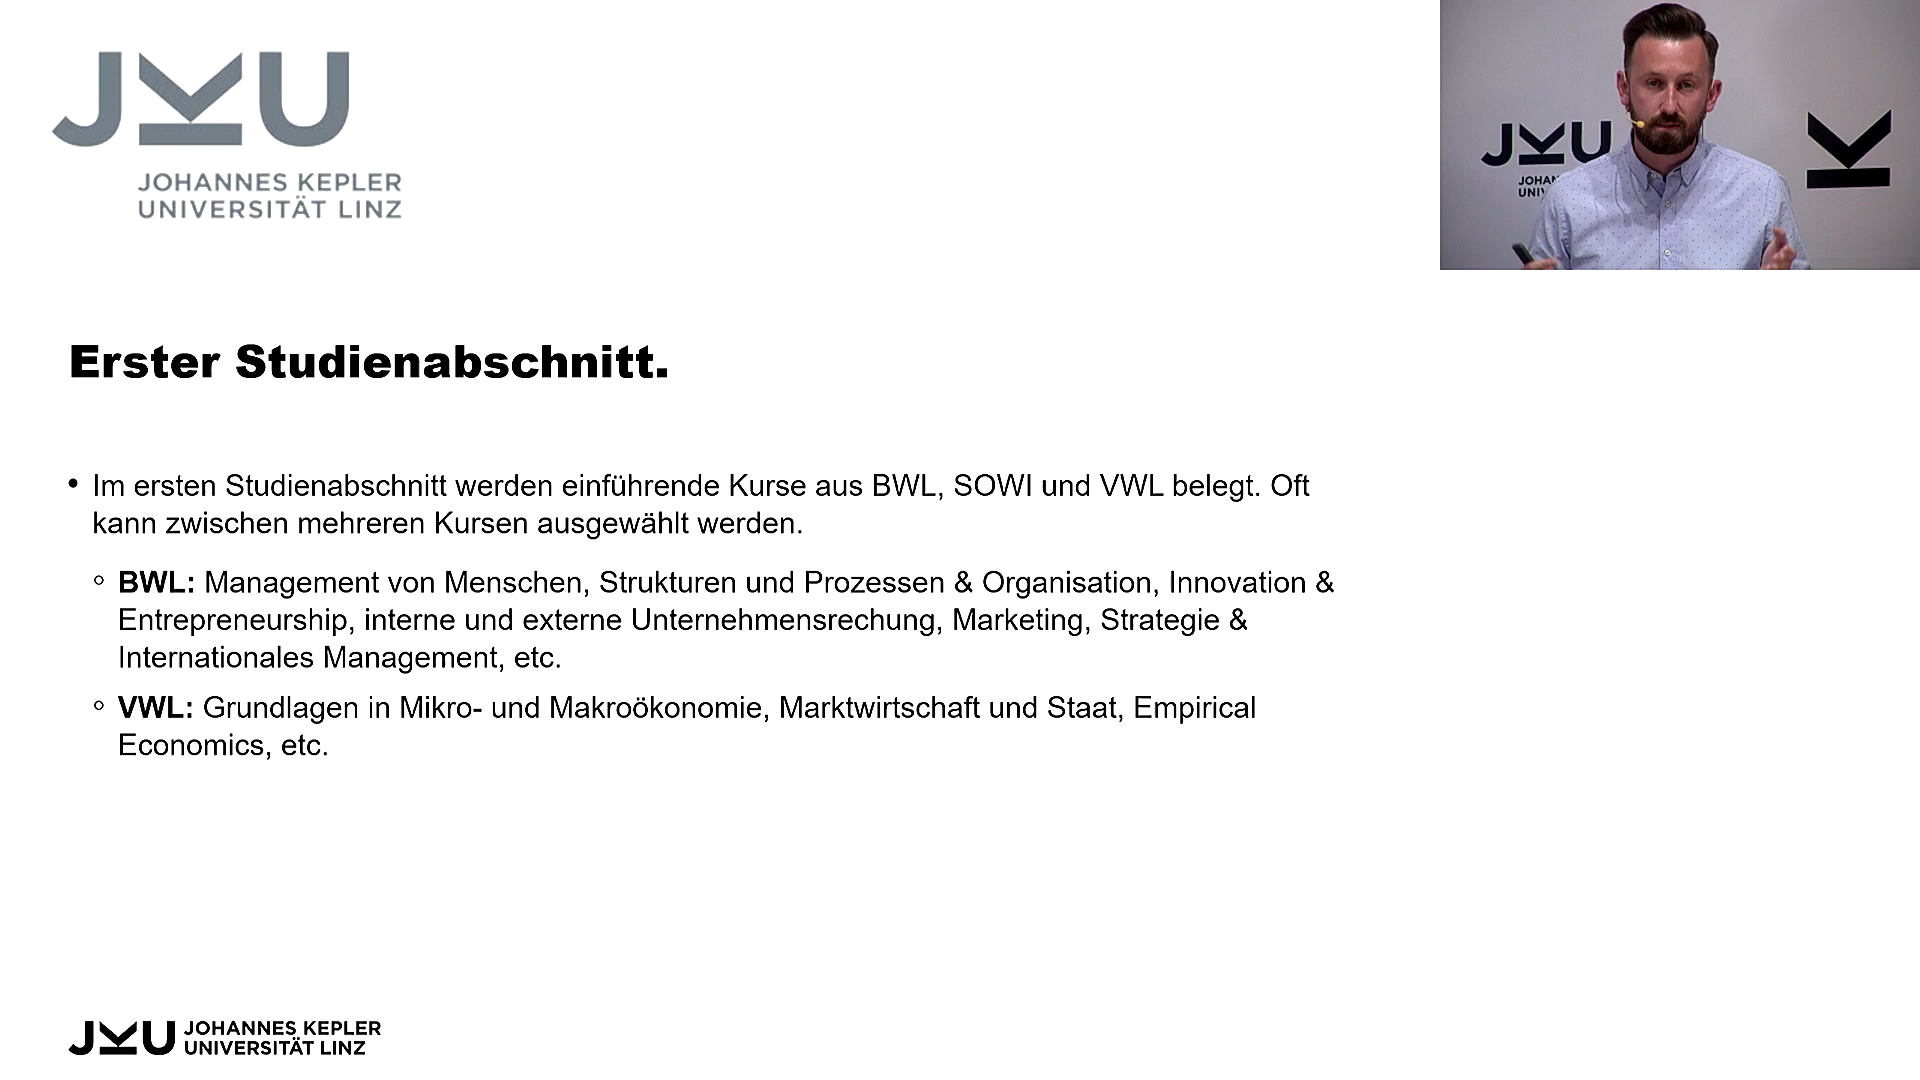 JKU
JOHANNES KEPLER
UNIVERSITÄT LINZ
JKU
Erster Studienabschnitt.
• Im ersten Studienabschnitt werden einführende Kurse aus BWL, SOWI und VWL belegt. Oft
kann zwischen mehreren Kursen ausgewählt werden.
◦ BWL: Management von Menschen, Strukturen und Prozessen & Organisation, Innovation &
Entrepreneurship, interne und externe Unternehmensrechung, Marketing, Strategie &
Internationales Management, etc.
◦ VWL: Grundlagen in Mikro- und Makroökonomie, Marktwirtschaft und Staat, Empirical
Economics, etc.
JKU JOHANNES KEPLER
UNIVERSITÄT LINZ